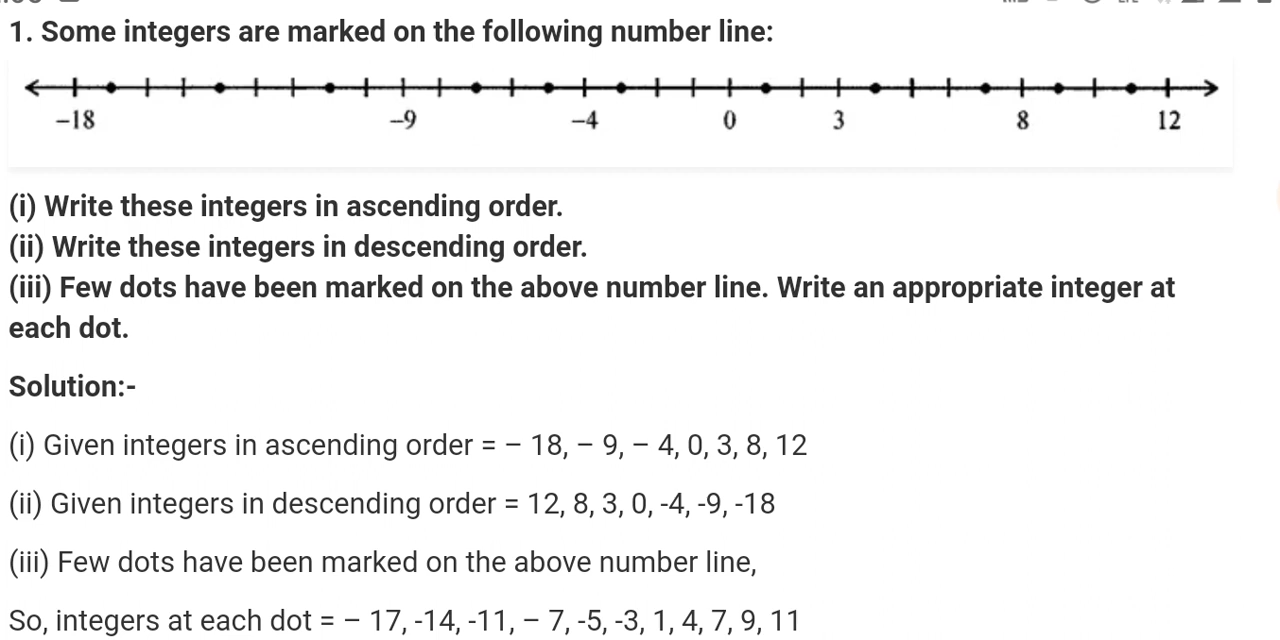 1. Some integers are marked on the following number line:
–18 –9 –4 0 3 8 12
(i) Write these integers in ascending order.
(ii) Write these integers in descending order.
(iii) Few dots have been marked on the above number line. Write an appropriate integer at
each dot.
Solution:-
(i) Given integers in ascending order = – 18, – 9, – 4, 0, 3, 8, 12
(ii) Given integers in descending order = 12, 8, 3, 0, -4, -9, -18
(iii) Few dots have been marked on the above number line,
So, integers at each dot = – 17, -14, -11, – 7, -5, -3, 1, 4, 7, 9, 11